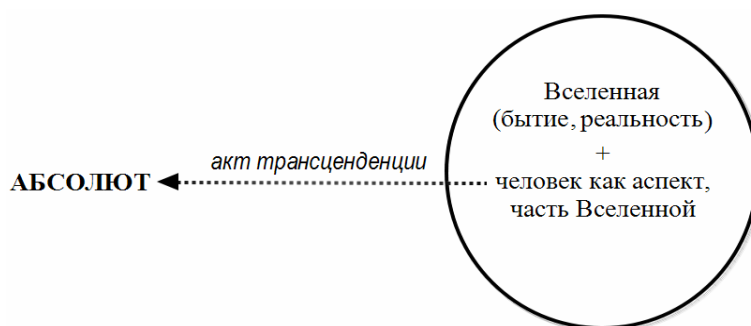 Вселенная
(бытие, реальность)
+
акт трансценденции
АБСОЛЮТ
человек как аспект,
часть Вселенной